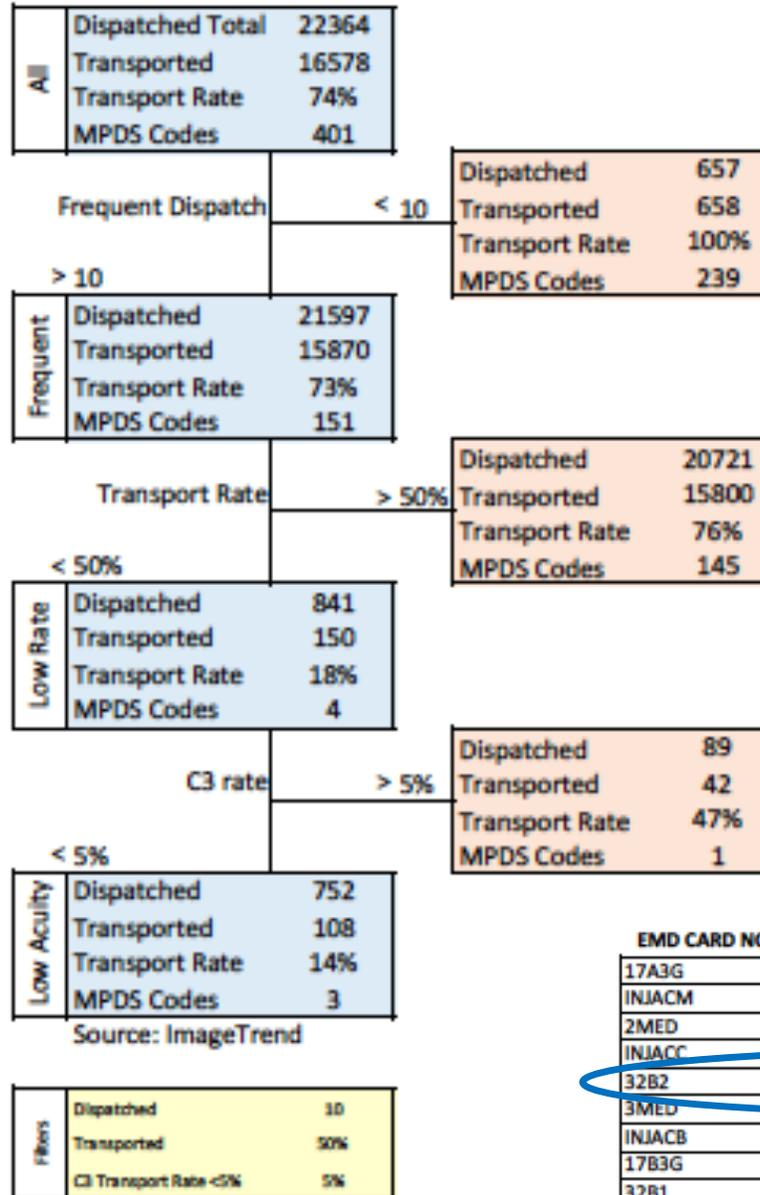 All
Dispatched Total 22364
Transported 16578
Transport Rate 74%
MPDS Codes 401
Frequent Dispatch
< 10
Dispatched 657
Transported 658
Transport Rate 100%
MPDS Codes 239
> 10
Frequent
Dispatched 21597
Transported 15870
Transport Rate 73%
MPDS Codes 151
Transport Rate
> 50%
Dispatched 20721
Transported 15800
Transport Rate 76%
MPDS Codes 145
< 50%
Low Rate
Dispatched 841
Transported 150
Transport Rate 18%
MPDS Codes 4
C3 rate
> 5%
Dispatched 89
Transported 42
Transport Rate 47%
MPDS Codes 1
< 5%
Low Acuity
Dispatched 752
Transported 108
Transport Rate 14%
MPDS Codes 3
Source: ImageTrend
Filters
Dispatched 10
Transported 50%
C3 Transport Rate <5% 5%
EMD CARD
17A3G
INJACM
2MED
INJACC
32B2
3MED
INJACB
17B3G
32B1